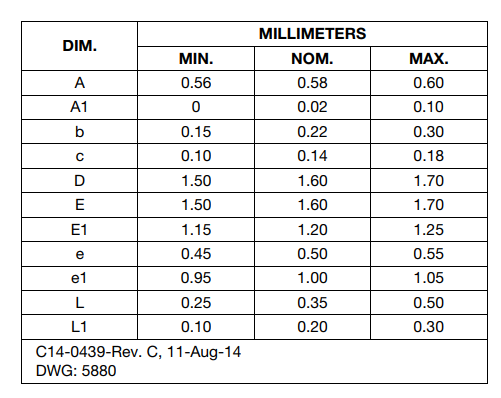 DIM. MILLIMETERS
MIN. NOM. MAX.
A 0.56 0.58 0.60
A1 0 0.02 0.10
b 0.15 0.22 0.30
c 0.10 0.14 0.18
D 1.50 1.60 1.70
E 1.50 1.60 1.70
E1 1.15 1.20 1.25
e 0.45 0.50 0.55
e1 0.95 1.00 1.05
L 0.25 0.35 0.50
L1 0.10 0.20 0.30
C14-0439-Rev. C, 11-Aug-14
DWG: 5880